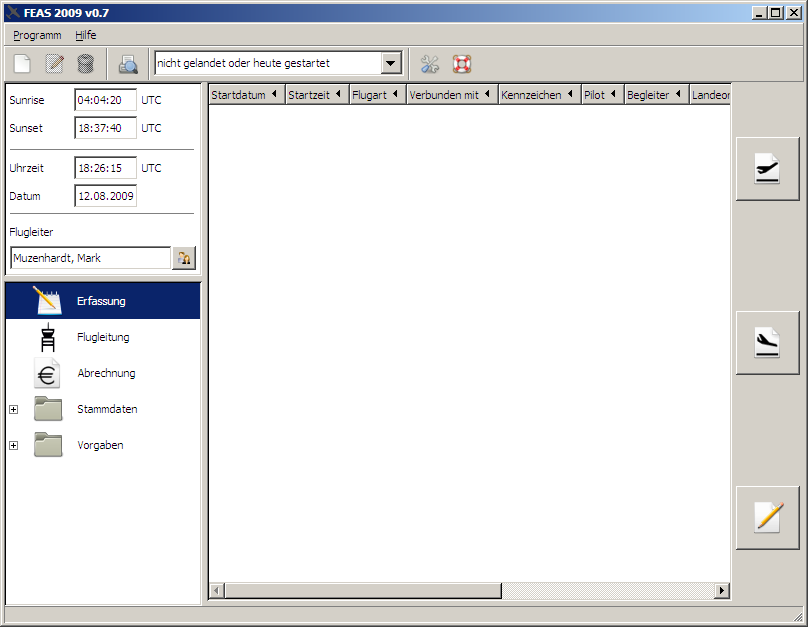 FEAS 2009 v0.7
Programm Hilfe
nicht gelandet oder heute gestartet
Sunrise 04:04:20 UTC
Sunset 18:37:40 UTC
Uhrzeit 18:26:15 UTC
Datum 12.08.2009
Flugleiter
Muzenhardt, Mark
Erfassung
Flugleitung
Abrechnung
Stammdaten
Vorgaben
Startdatum Startzeit Flugart Verbunden mit Kennzeichen Pilot Begleiter Landeor